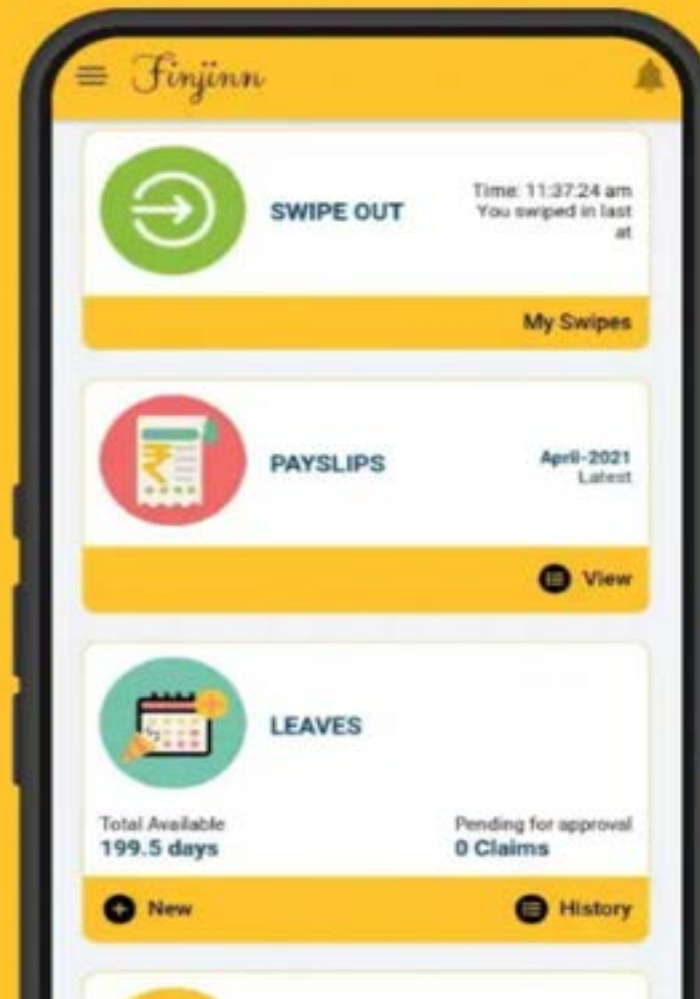 Finjinn
SWIPE OUT
Time: 11:37:24 am
You swiped in last
at
My Swipes
PAYSLIPS
April-2021
Latest
View
LEAVES
Total Available
199.5 days
Pending for approval
0 Claims
New
History